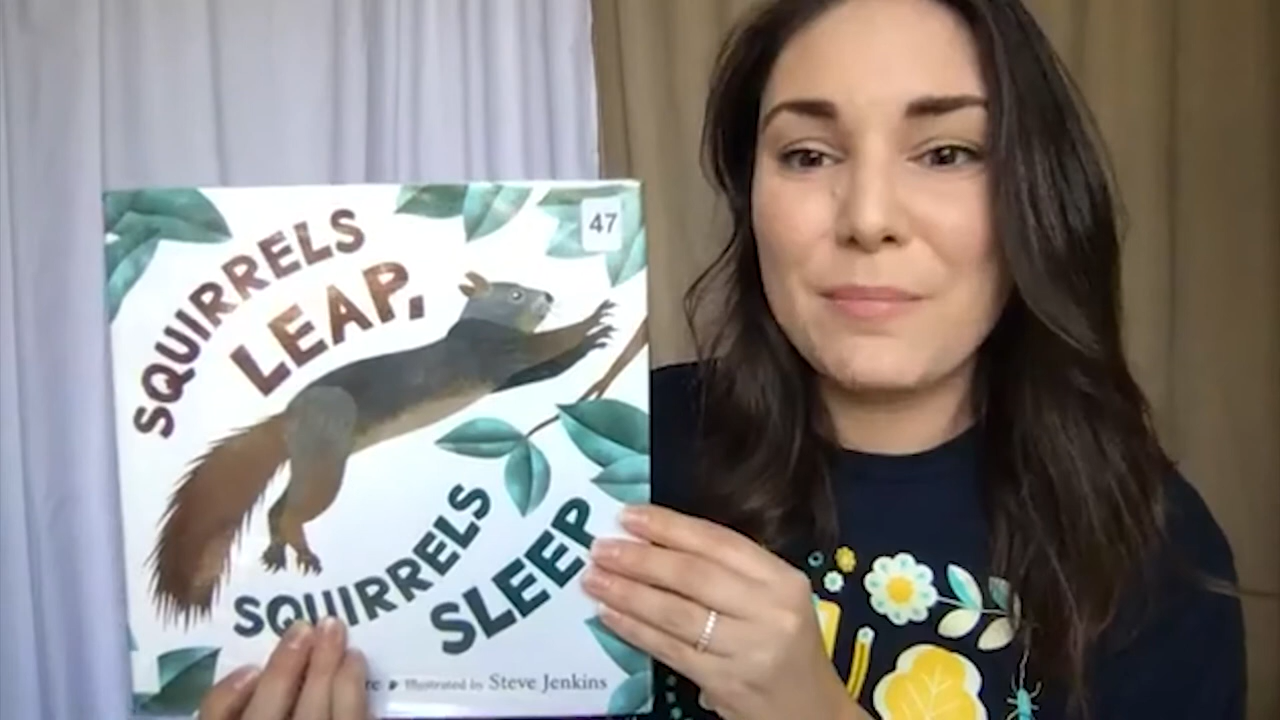 47
SQUIRRELS
LEAP,
SQUIRRELS
SLEEP
Illustrated by Steve Jenkins